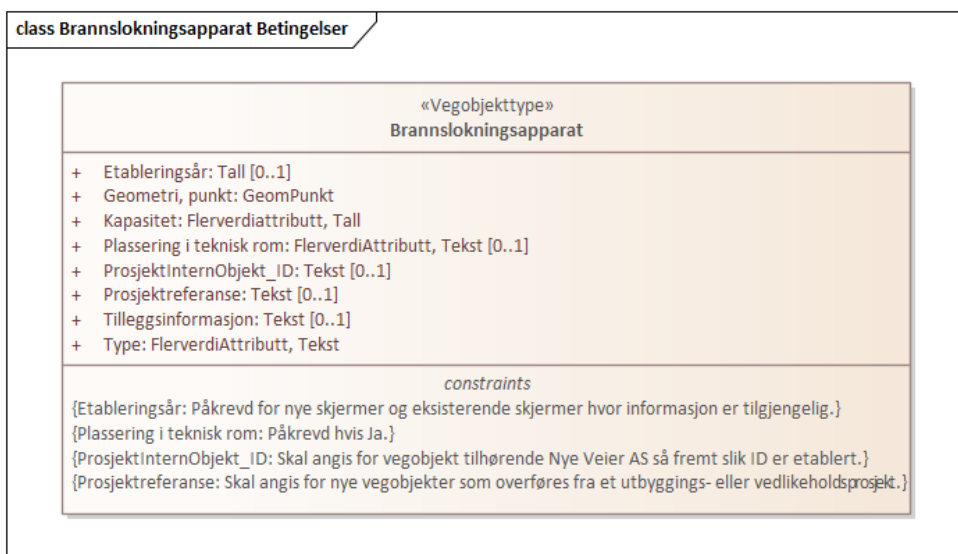 class Brannslokningsapparat Betingelser
«Vegobjekttype»
Brannslokningsapparat
+ Etableringsår: Tall [0..1]
+ Geometri, punkt: GeomPunkt
+ Kapasitet: Flerverdiattributt, Tall
+ Plassering i teknisk rom: FlerverdiAttributt, Tekst [0..1]
+ ProsjektInternObjekt_ID: Tekst [0..1]
+ Prosjektreferanse: Tekst [0..1]
+ Tilleggsinformasjon: Tekst [0..1]
+ Type: FlerverdiAttributt, Tekst
constraints
{Etableringsår: Påkrevd for nye skjermer og eksisterende skjermer hvor informasjon er tilgjengelig.}
{Plassering i teknisk rom: Påkrevd hvis Ja.}
{ProsjektInternObjekt_ID: Skal angis for vegobjekt tilhørende Nye Veier AS så fremt slik ID er etablert.}
{Prosjektreferanse: Skal angis for nye vegobjekter som overføres fra et utbyggings- eller vedlikeholdsprosjekt.}